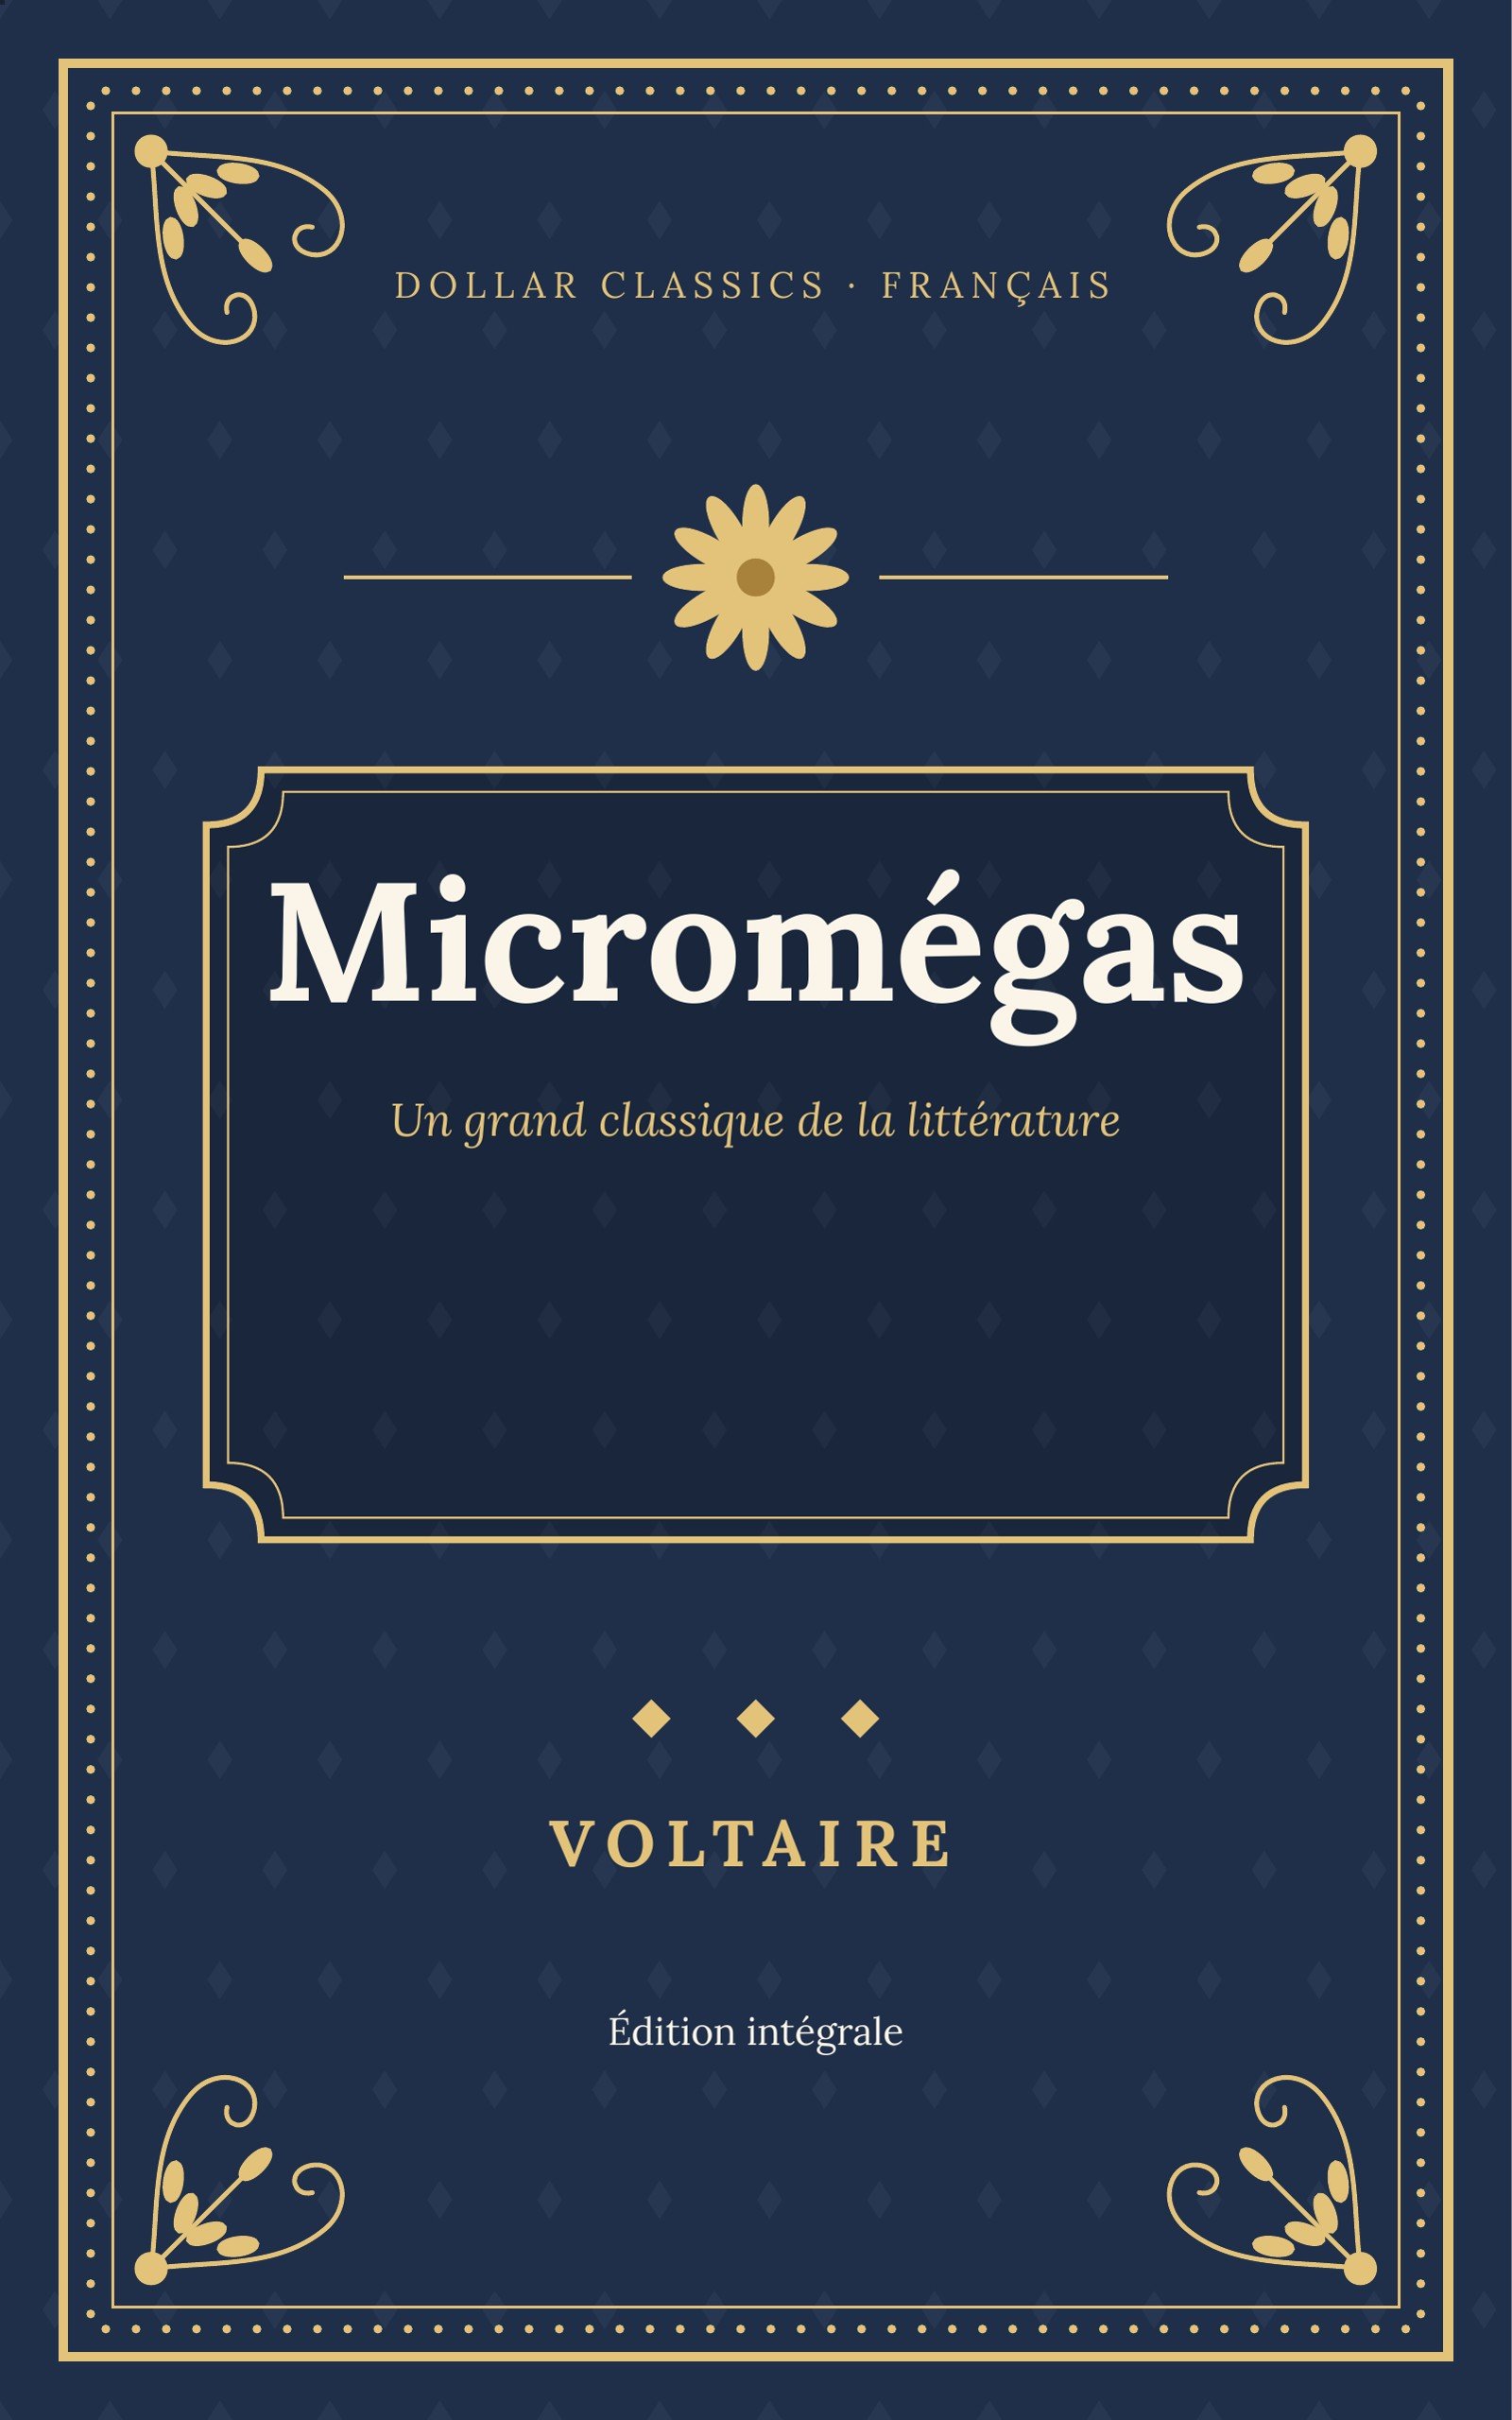 DOLLAR CLASSICS · FRANÇAIS
Micromégas
Un grand classique de la littérature
VOLTAIRE
Édition intégrale